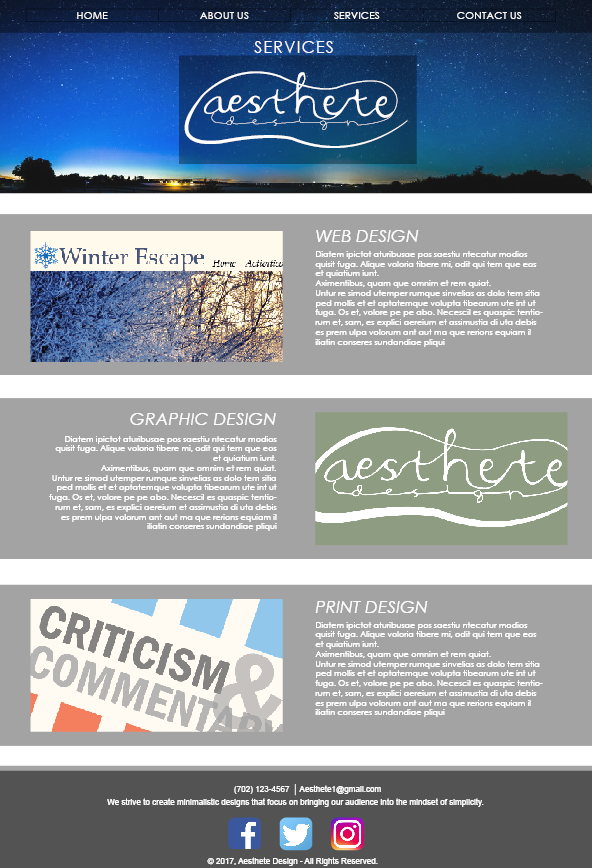 HOME ABOUT US SERVICES CONTACT US
SERVICES
aesthete
design
Winter Escape Home Activities
WEB DESIGN
Diatem ipictot aturibusae pos saestiu ntecatur modios
quisit fuga. Alique valoria tibere mi, odit qui tem que eos
et quiatium iunt.
Aximentibus, quam que omnim et rem quiat.
Untur re simod utemper rumque sinvelias as dolo tem sitia
ped mollis et et optatemque volupta tibearum ute int ut
fuga. Os et, volore pe pe abo. Necescil es quaspic tentio-
rum et, sam, es explici aereium et assimustia di uta debis
es prem ulpa volorum ant aut ma que rerions equiam il
iliatin conseres sundandiae pliqui
GRAPHIC DESIGN
Diatem ipictot aturibusae pos saestiu ntecatur modios
quisit fuga. Alique valoria tibere mi, odit qui tem que eos
et quiatium iunt.
Aximentibus, quam que omnim et rem quiat.
Untur re simod utemper rumque sinvelias as dolo tem sitia
ped mollis et et optatemque volupta tibearum ute int ut
fuga. Os et, volore pe pe abo. Necescil es quaspic tentio-
rum et, sam, es explici aereium et assimustia di uta debis
es prem ulpa volorum ant aut ma que rerions equiam il
iliatin conseres sundandiae pliqui
aesthete
design
CRITICISM
COMMENTARY
&
PRINT DESIGN
Diatem ipictot aturibusae pos saestiu ntecatur modios
quisit fuga. Alique valoria tibere mi, odit qui tem que eos
et quiatium iunt.
Aximentibus, quam que omnim et rem quiat.
Untur re simod utemper rumque sinvelias as dolo tem sitia
ped mollis et et optatemque volupta tibearum ute int ut
fuga. Os et, volore pe pe abo. Necescil es quaspic tentio-
rum et, sam, es explici aereium et assimustia di uta debis
es prem ulpa volorum ant aut ma que rerions equiam il
iliatin conseres sundandiae pliqui
(702) 123-4567 | Aesthete1@gmail.com
We strive to create minimalistic designs that focus on bringing our audience into the mindset of simplicity.
© 2017, Aesthete Design - All Rights Reserved.